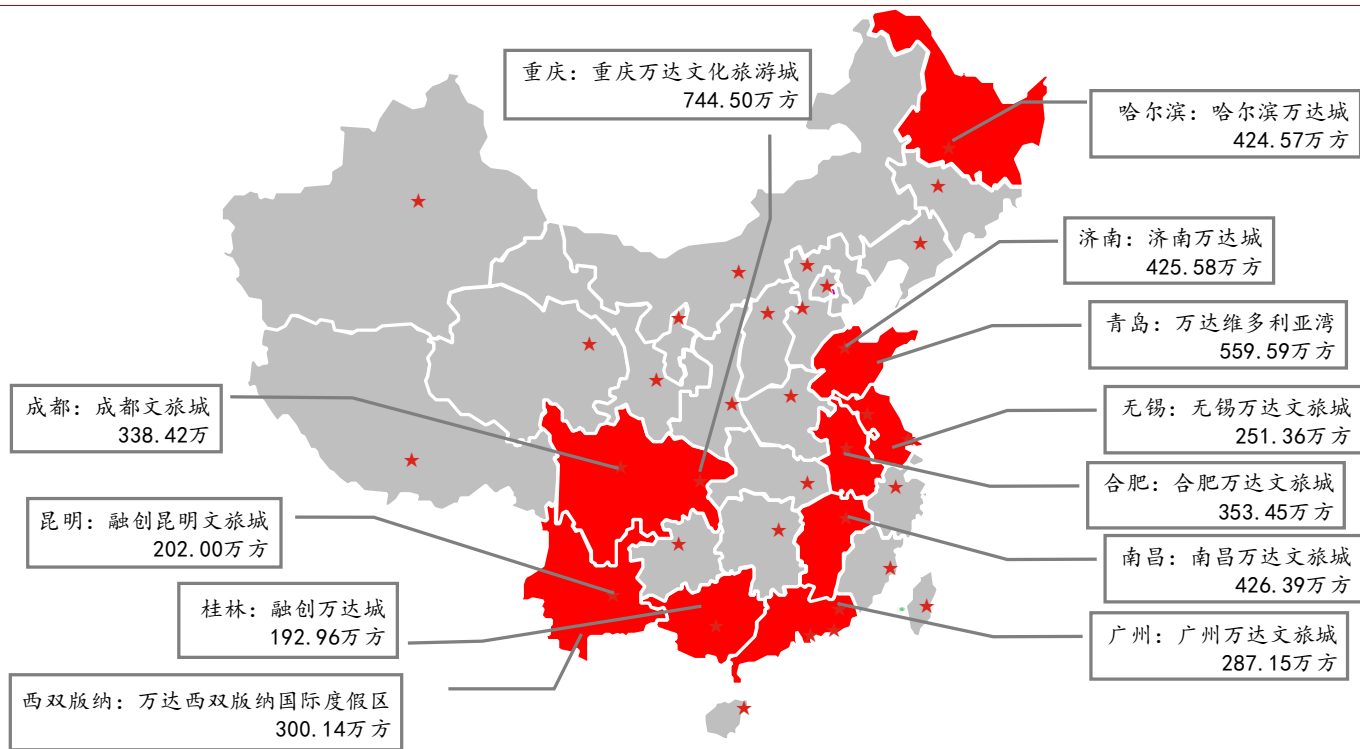 重庆：重庆万达文化旅游城
744.50万方
哈尔滨：哈尔滨万达城
424.57万方
济南：济南万达城
425.58万方
青岛：万达维多利亚湾
559.59万方
成都：成都文旅城
338.42万
无锡：无锡万达文旅城
251.36万方
合肥：合肥万达文旅城
353.45万方
昆明：融创昆明文旅城
202.00万方
南昌：南昌万达文旅城
426.39万方
桂林：融创万达城
192.96万方
广州：广州万达文旅城
287.15万方
西双版纳：万达西双版纳国际度假区
300.14万方